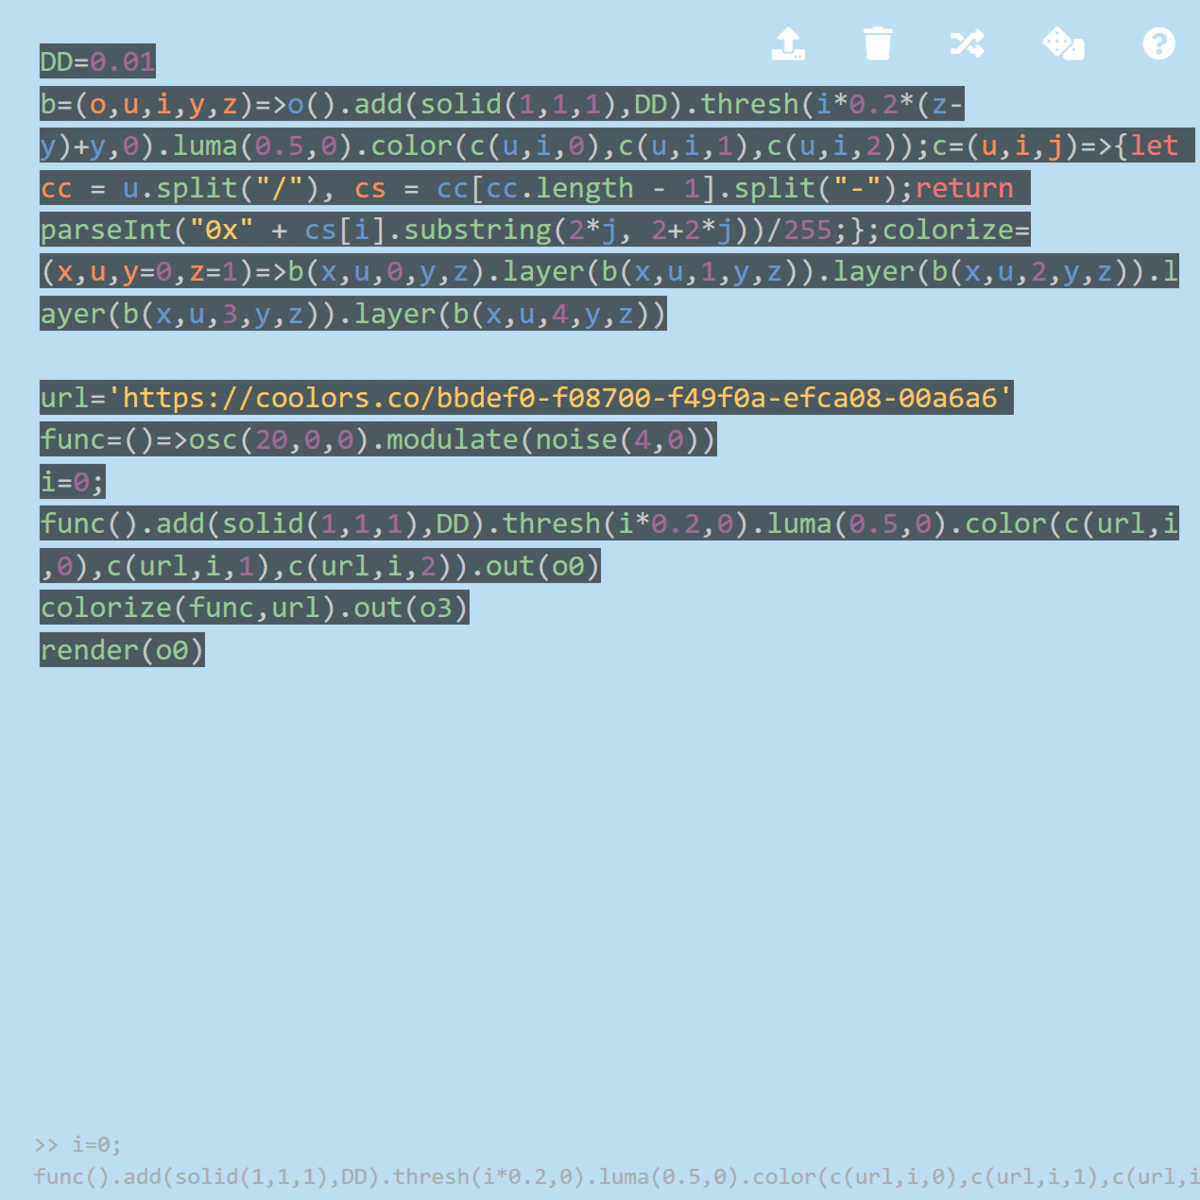 DD=0.01
b=(o,u,i,y,z)=>o().add(solid(1,1,1),DD).thresh(i*0.2*(z-
y)+y,0).luma(0.5,0).color(c(u,i,0),c(u,i,1),c(u,i,2));c=(u,i,j)=>{let
cc = u.split("/"), cs = cc[cc.length - 1].split("-");return
parseInt("0x" + cs[i].substring(2*j, 2+2*j))/255;};colorize=
(x,u,y=0,z=1)=>b(x,u,0,y,z).layer(b(x,u,1,y,z)).layer(b(x,u,2,y,z)).l
ayer(b(x,u,3,y,z)).layer(b(x,u,4,y,z))
url='https://coolors.co/bbdef0-f08700-f49f0a-efca08-00a6a6'
func=()=>osc(20,0,0).modulate(noise(4,0))
i=0;
func().add(solid(1,1,1),DD).thresh(i*0.2,0).luma(0.5,0).color(c(url,i
,0),c(url,i,1),c(url,i,2)).out(o0)
colorize(func,url).out(o3)
render(o0)
>> i=0;
func().add(solid(1,1,1),DD).thresh(i*0.2,0).luma(0.5,0).color(c(url,i,0),c(url,i,1),c(url,i